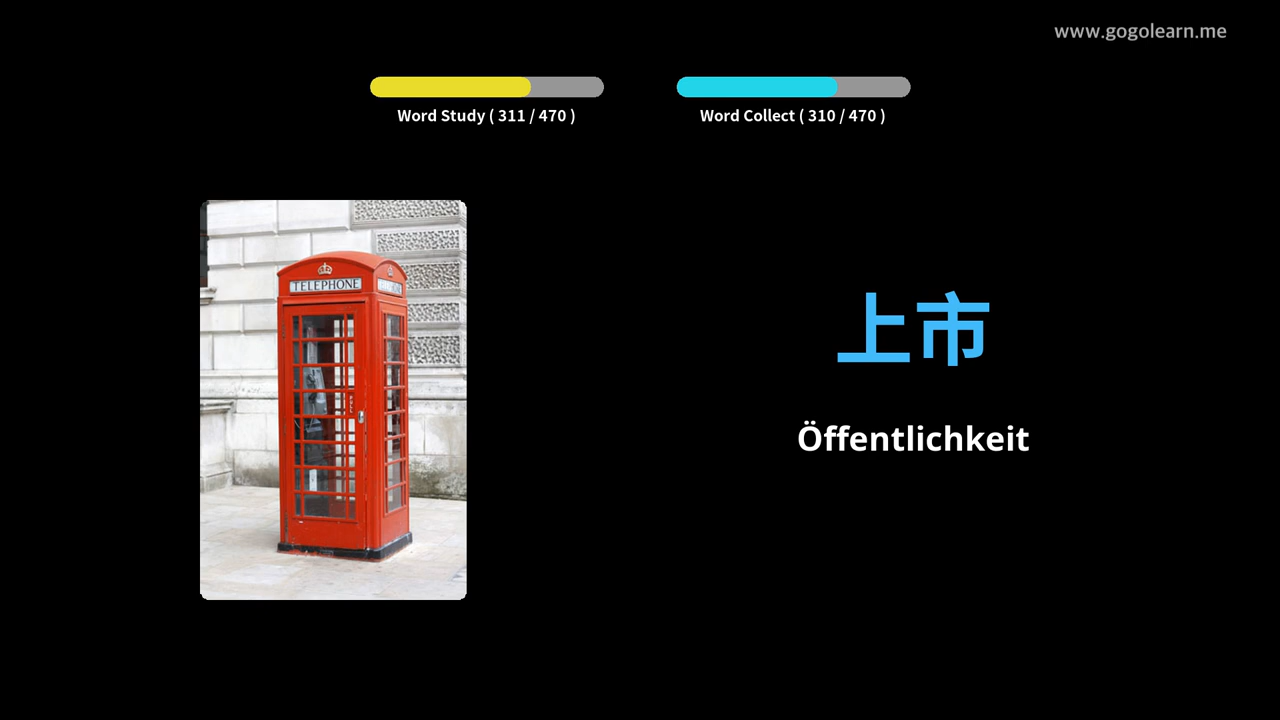 www.gogolearn.me
Word Study ( 311 / 470 )
Word Collect ( 310 / 470 )
TELEPHONE
上市
Öffentlichkeit